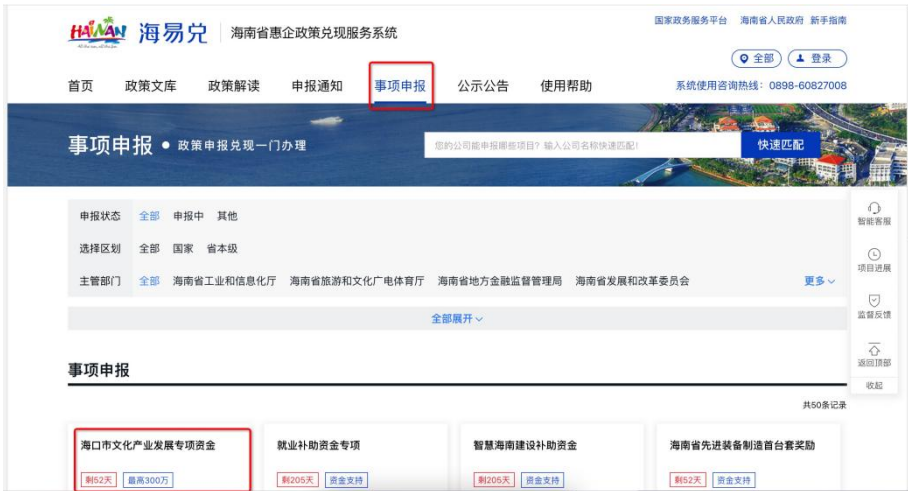 国家政务服务平台 海南省人民政府 新手指南
HAINAN 海易兑 海南省惠企政策兑现服务系统
全部 登录
首页 政策文库 政策解读 申报通知 事项申报 公示公告 使用帮助 系统使用咨询热线：0898-60827008
事项申报 • 政策申报兑现一门办理
您的公司能申报哪些项目？输入公司名称快速匹配！ 快速匹配
申报状态 全部 申报中 其他
选择区划 全部 国家 省本级
主管部门 全部 海南省工业和信息化厅 海南省旅游和文化广电体育厅 海南省地方金融监督管理局 海南省发展和改革委员会 更多
全部展开
智能客服
项目进展
监督反馈
返回顶部
收起
事项申报
共50条记录
海口市文化产业发展专项资金 就业补助资金专项 智慧海南建设补助资金 海南省先进装备制造首台套奖励
剩52天 最高300万 剩205天 资金支持 剩205天 资金支持 剩52天 资金支持